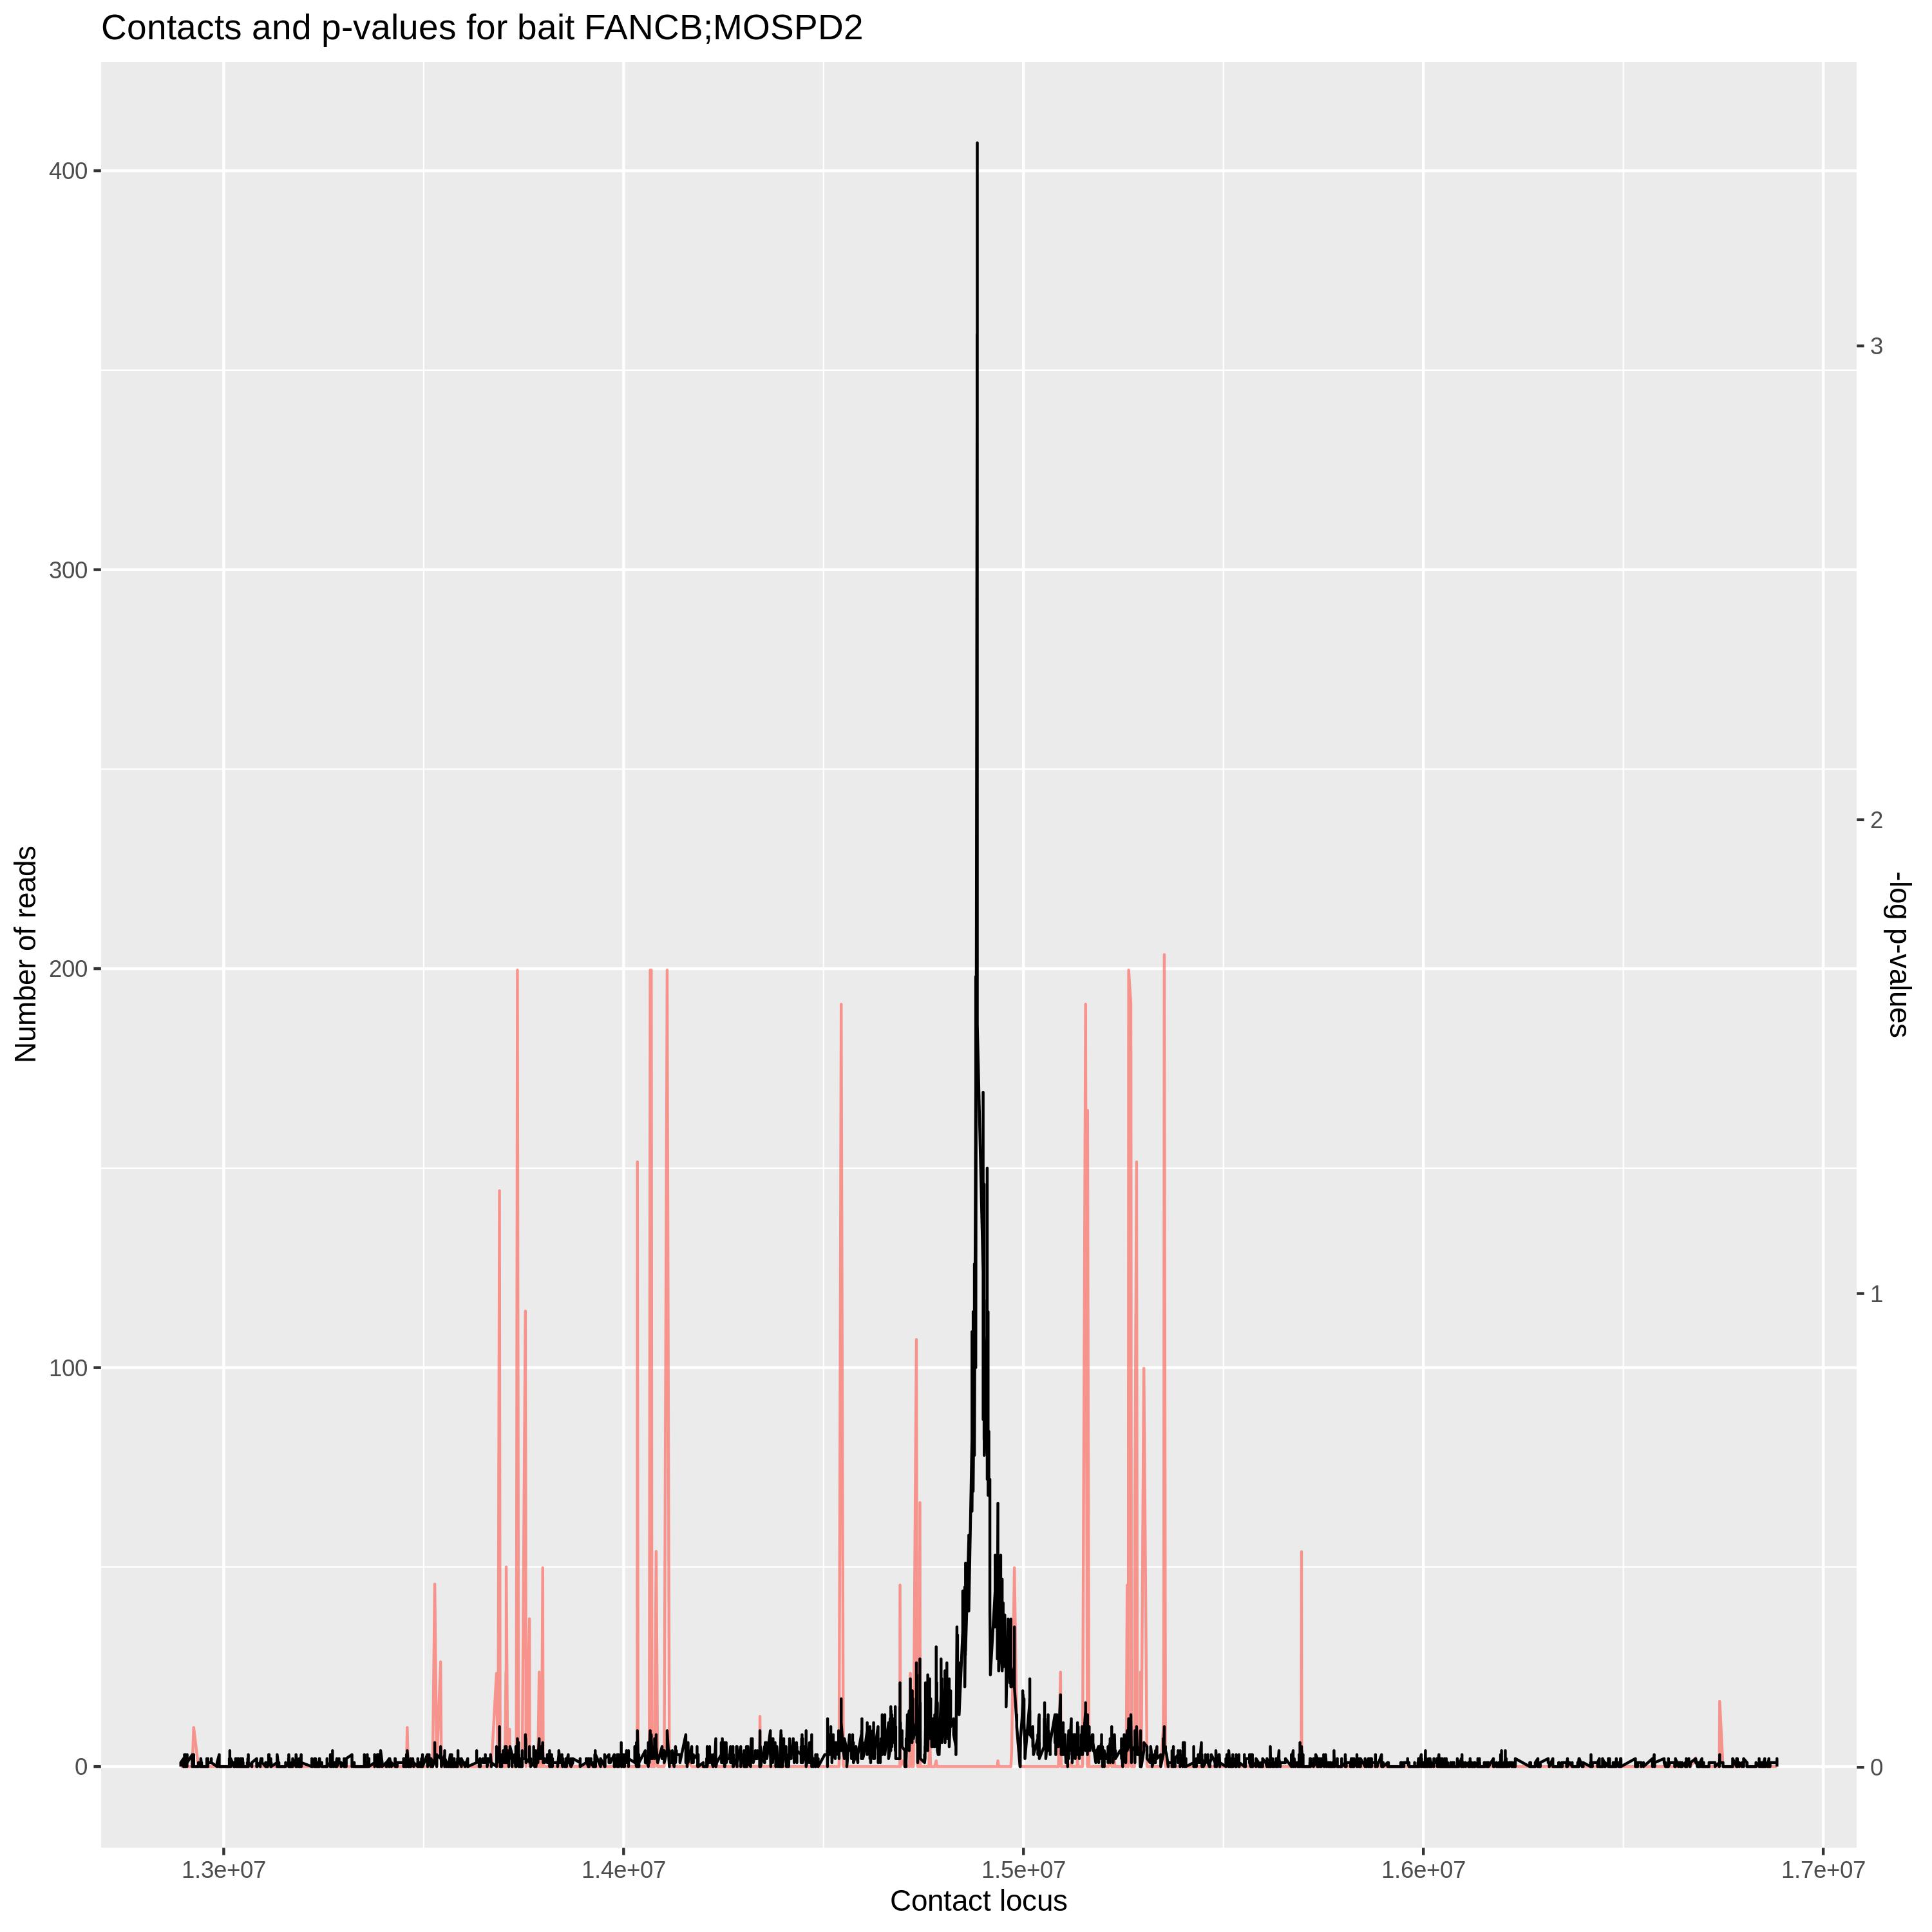 Contacts and p-values for bait FANCB;MOSPD2
400
300
200
100
0
Number of reads
3
2
1
0
-log p-values
1.3e+07
1.4e+07
1.5e+07
1.6e+07
1.7e+07
Contact locus